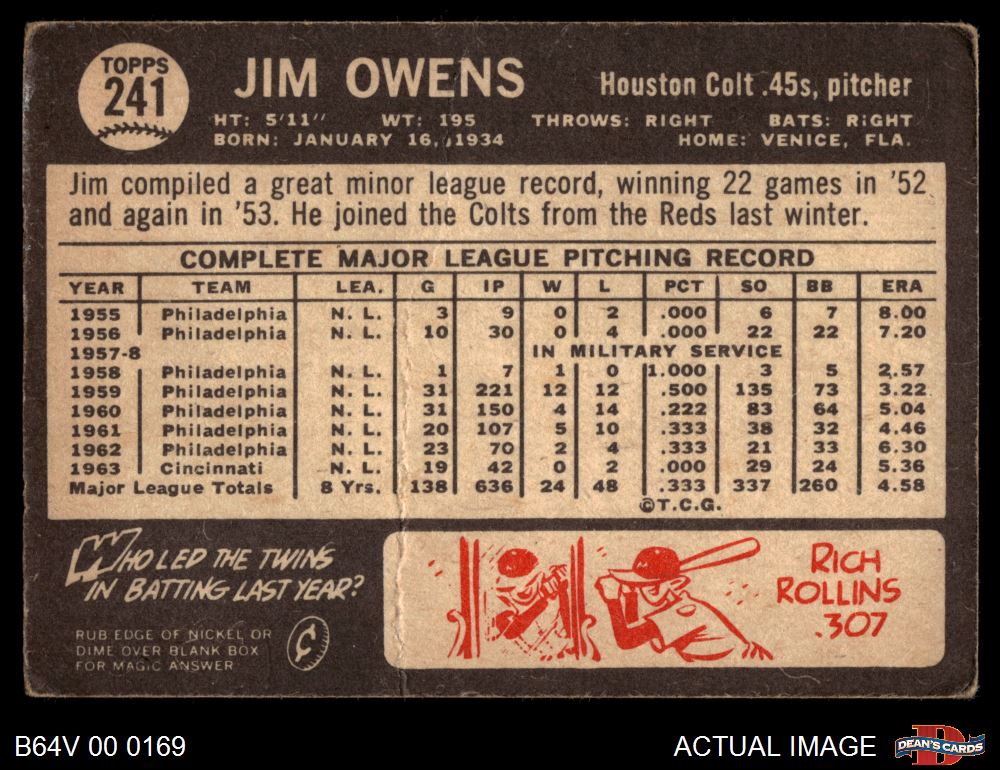 TOPPS
241
JIM OWENS
Houston Colt .45s, pitcher
HT: 5'11" WT: 195 THROWS: RIGHT BATS: RIGHT
BORN: JANUARY 16, 1934 HOME: VENICE, FLA.
Jim compiled a great minor league record, winning 22 games in '52
and again in '53. He joined the Colts from the Reds last winter.
COMPLETE MAJOR LEAGUE PITCHING RECORD
YEAR TEAM LEA. G IP W L PCT SO BB ERA
1955 Philadelphia N. L. 3 9 0 2 .000 6 7 8.00
1956 Philadelphia N. L. 10 30 0 4 .000 22 22 7.20
1957-8 IN MILITARY SERVICE
1958 Philadelphia N. L. 1 7 1 0 1.000 3 5 2.57
1959 Philadelphia N. L. 31 221 12 12 .500 135 73 3.22
1960 Philadelphia N. L. 31 150 4 14 .222 83 64 5.04
1961 Philadelphia N. L. 20 107 5 10 .333 38 32 4.46
1962 Philadelphia N. L. 23 70 2 4 .333 21 33 6.30
1963 Cincinnati N. L. 19 42 0 2 .000 29 24 5.36
Major League Totals 8 Yrs. 138 636 24 48 .333 337 260 4.58
©T.C.G.
WHO LED THE TWINS
IN BATTING LAST YEAR?
RUB EDGE OF NICKEL OR
DIME OVER BLANK BOX
FOR MAGIC ANSWER
¢
RICH
ROLLINS
.307
B64V 00 0169
ACTUAL IMAGE
D
DEAN'S CARDS